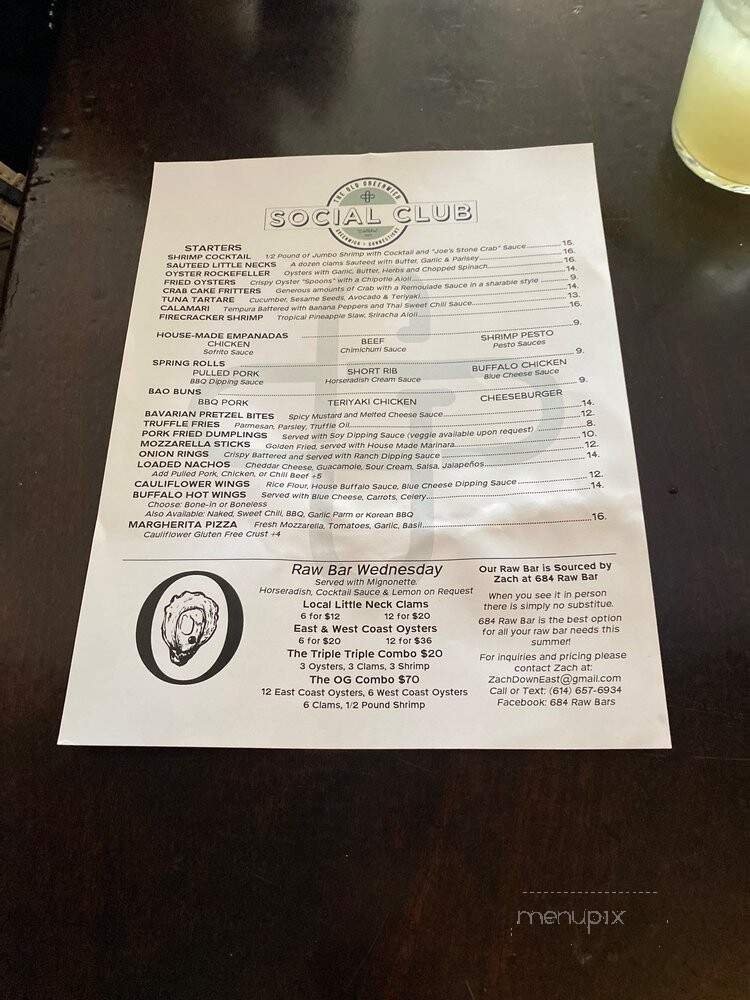 THE OLD GREENWICH
SOCIAL CLUB
GREENWICH • CONNECTICUT
STARTERS
SHRIMP COCKTAIL 1/2 Pound of Jumbo Shrimp with Cocktail and "Joe's Stone Crab" Sauce 15.
SAUTEED LITTLE NECKS A dozen clams Sauteed with Butter, Garlic & Parsley 16.
OYSTER ROCKEFELLER Oysters with Garlic, Butter, Herbs and Chopped Spinach 16.
FRIED OYSTERS Crispy Oyster "Spoons" with a Chipotle Aioli 14.
CRAB CAKE FRITTERS Generous amounts of Crab with a Remoulade Sauce in a sharable style 9.
TUNA TARTARE Cucumber, Sesame Seeds, Avocado & Teriyaki 14.
CALAMARI Tempura Battered with Banana Peppers and Thai Sweet Chili Sauce 13.
FIRECRACKER SHRIMP Tropical Pineapple Slaw, Sriracha Aioli 16.
HOUSE-MADE EMPANADAS 9.
CHICKEN BEEF SHRIMP PESTO
Sofrito Sauce Chimichurri Sauce Pesto Sauces
SPRING ROLLS 9.
PULLED PORK SHORT RIB BUFFALO CHICKEN
BBQ Dipping Sauce Horseradish Cream Sauce Blue Cheese Sauce
BAO BUNS 9.
BBQ PORK TERIYAKI CHICKEN CHEESEBURGER
BAVARIAN PRETZEL BITES Spicy Mustard and Melted Cheese Sauce 14.
TRUFFLE FRIES Parmesan, Parsley, Truffle Oil 12.
PORK FRIED DUMPLINGS Served with Soy Dipping Sauce (veggie available upon request) 8.
MOZZARELLA STICKS Golden Fried, served with House Made Marinara 10.
ONION RINGS Crispy Battered and Served with Ranch Dipping Sauce 12.
LOADED NACHOS Cheddar Cheese, Guacamole, Sour Cream, Salsa, Jalapeños 14.
Add Pulled Pork, Chicken, or Chili Beef +5
CAULIFLOWER WINGS Rice Flour, House Buffalo Sauce, Blue Cheese Dipping Sauce 12.
BUFFALO HOT WINGS Served with Blue Cheese, Carrots, Celery 14.
Choose: Bone-in or Boneless
Also Available: Naked, Sweet Chili, BBQ, Garlic Parm or Korean BBQ
MARGHERITA PIZZA Fresh Mozzarella, Tomatoes, Garlic, Basil 16.
Cauliflower Gluten Free Crust +4
Raw Bar Wednesday
Served with Mignonette.
Horseradish, Cocktail Sauce & Lemon on Request
Local Little Neck Clams
6 for $12 12 for $20
East & West Coast Oysters
6 for $20 12 for $36
The Triple Triple Combo $20
3 Oysters, 3 Clams, 3 Shrimp
The OG Combo $70
12 East Coast Oysters, 6 West Coast Oysters
6 Clams, 1/2 Pound Shrimp
Our Raw Bar is Sourced by
Zach at 684 Raw Bar
When you see it in person
there is simply no substitute.
684 Raw Bar is the best option
for all your raw bar needs this
summer!
For inquiries and pricing please
contact Zach at:
ZachDownEast@gmail.com
Call or Text: (614) 657-6934
Facebook: 684 Raw Bars
menupix